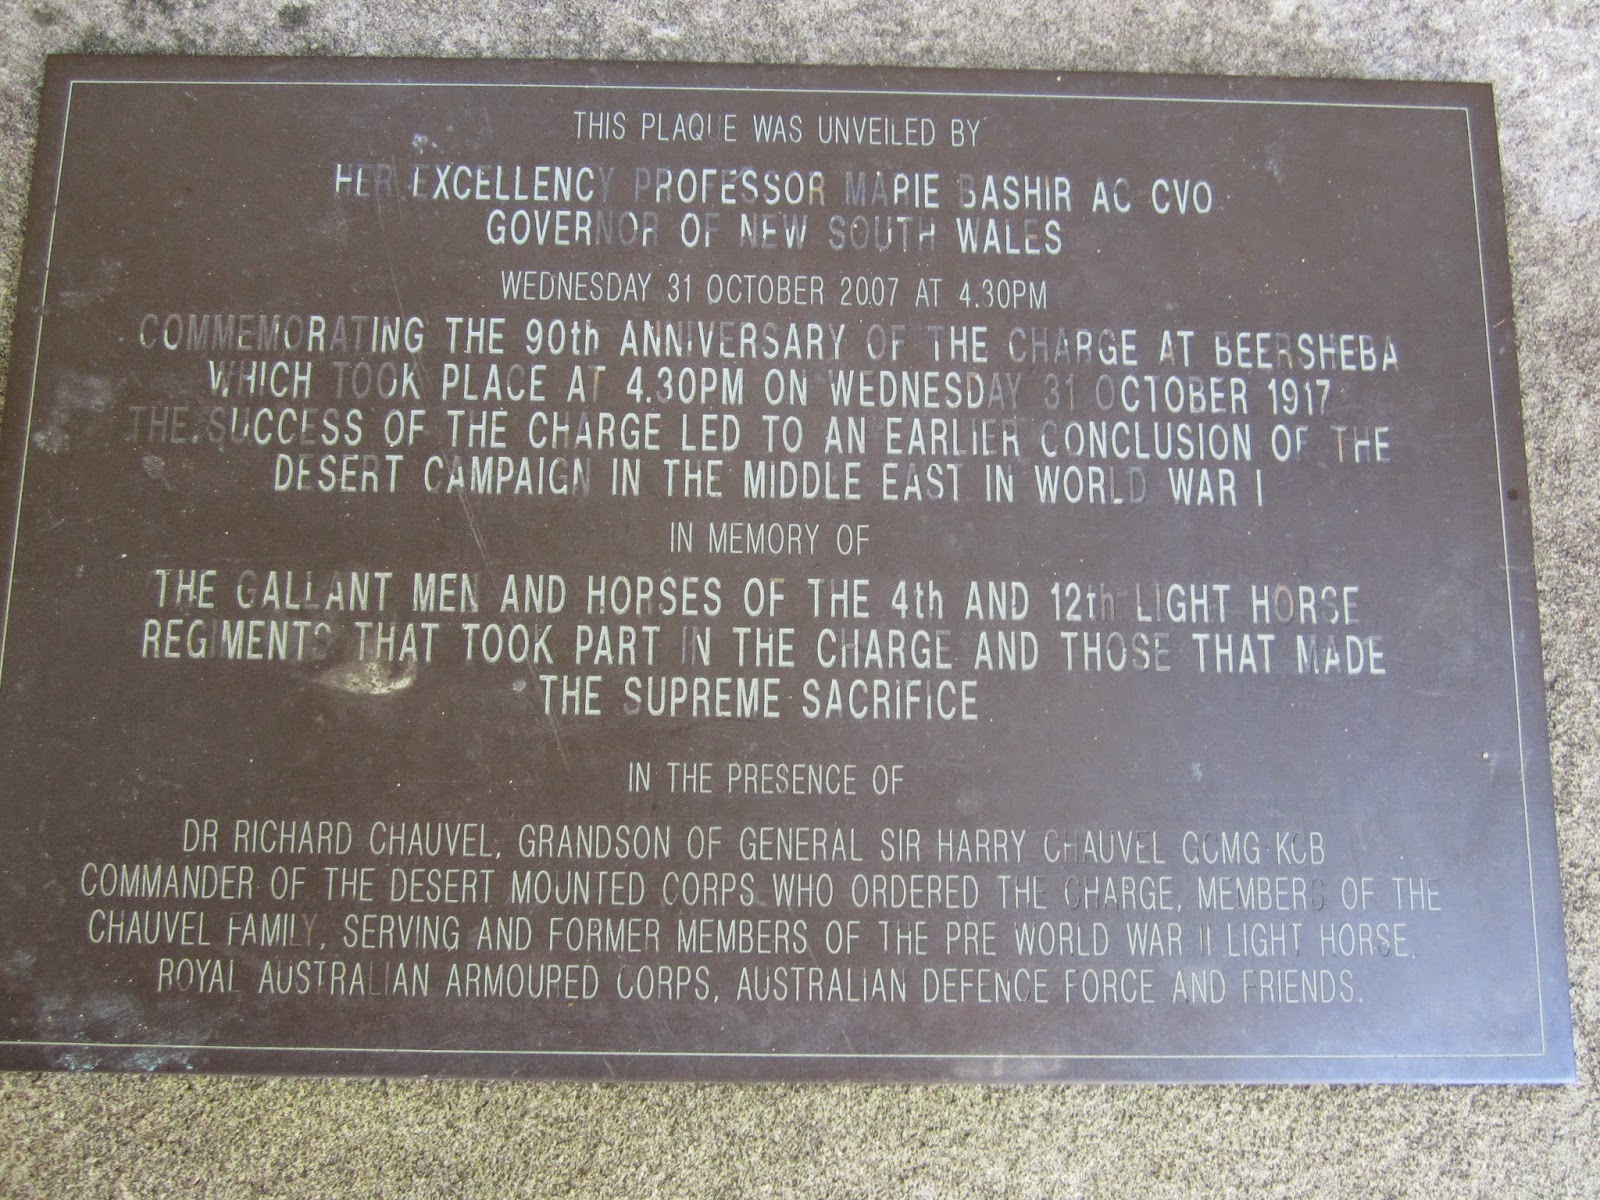 THIS PLAQUE WAS UNVEILED BY
HER EXCELLENCY PROFESSOR MARIE BASHIR AC CVO
GOVERNOR OF NEW SOUTH WALES
WEDNESDAY 31 OCTOBER 2007 AT 4.30PM
COMMEMORATING THE 90th ANNIVERSARY OF THE CHARGE AT BEERSHEBA
WHICH TOOK PLACE AT 4.30PM ON WEDNESDAY 31 OCTOBER 1917
THE SUCCESS OF THE CHARGE LED TO AN EARLIER CONCLUSION OF THE
DESERT CAMPAIGN IN THE MIDDLE EAST IN WORLD WAR I
IN MEMORY OF
THE GALLANT MEN AND HORSES OF THE 4th AND 12th LIGHT HORSE
REGIMENTS THAT TOOK PART IN THE CHARGE AND THOSE THAT MADE
THE SUPREME SACRIFICE
IN THE PRESENCE OF
DR RICHARD CHAUVEL, GRANDSON OF GENERAL SIR HARRY CHAUVEL GCMG KCB
COMMANDER OF THE DESERT MOUNTED CORPS WHO ORDERED THE CHARGE, MEMBERS OF THE
CHAUVEL FAMILY, SERVING AND FORMER MEMBERS OF THE PRE WORLD WAR II LIGHT HORSE,
ROYAL AUSTRALIAN ARMOURED CORPS, AUSTRALIAN DEFENCE FORCE AND FRIENDS.